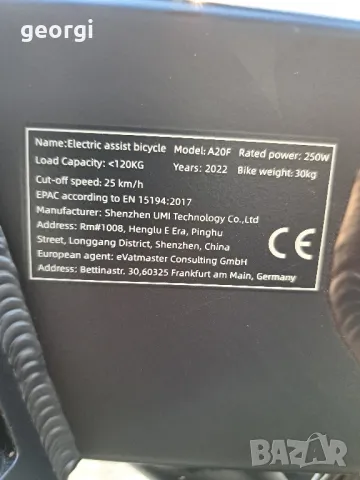 georgi
Name:Electric assist bicycle Model: A20F Rated power: 250W
Load Capacity: <120KG Years: 2022 Bike weight: 30kg
Cut-off speed: 25 km/h
EPAC according to EN 15194:2017
Manufacturer: Shenzhen UMI Technology Co.,Ltd
Address: Rm#1008, Henglu E Era, Pinghu
Street, Longgang District, Shenzhen, China
European agent: eVatmaster Consulting GmbH
Address: Bettinastr. 30,60325 Frankfurt am Main, Germany
CE
BAZAR
.bg